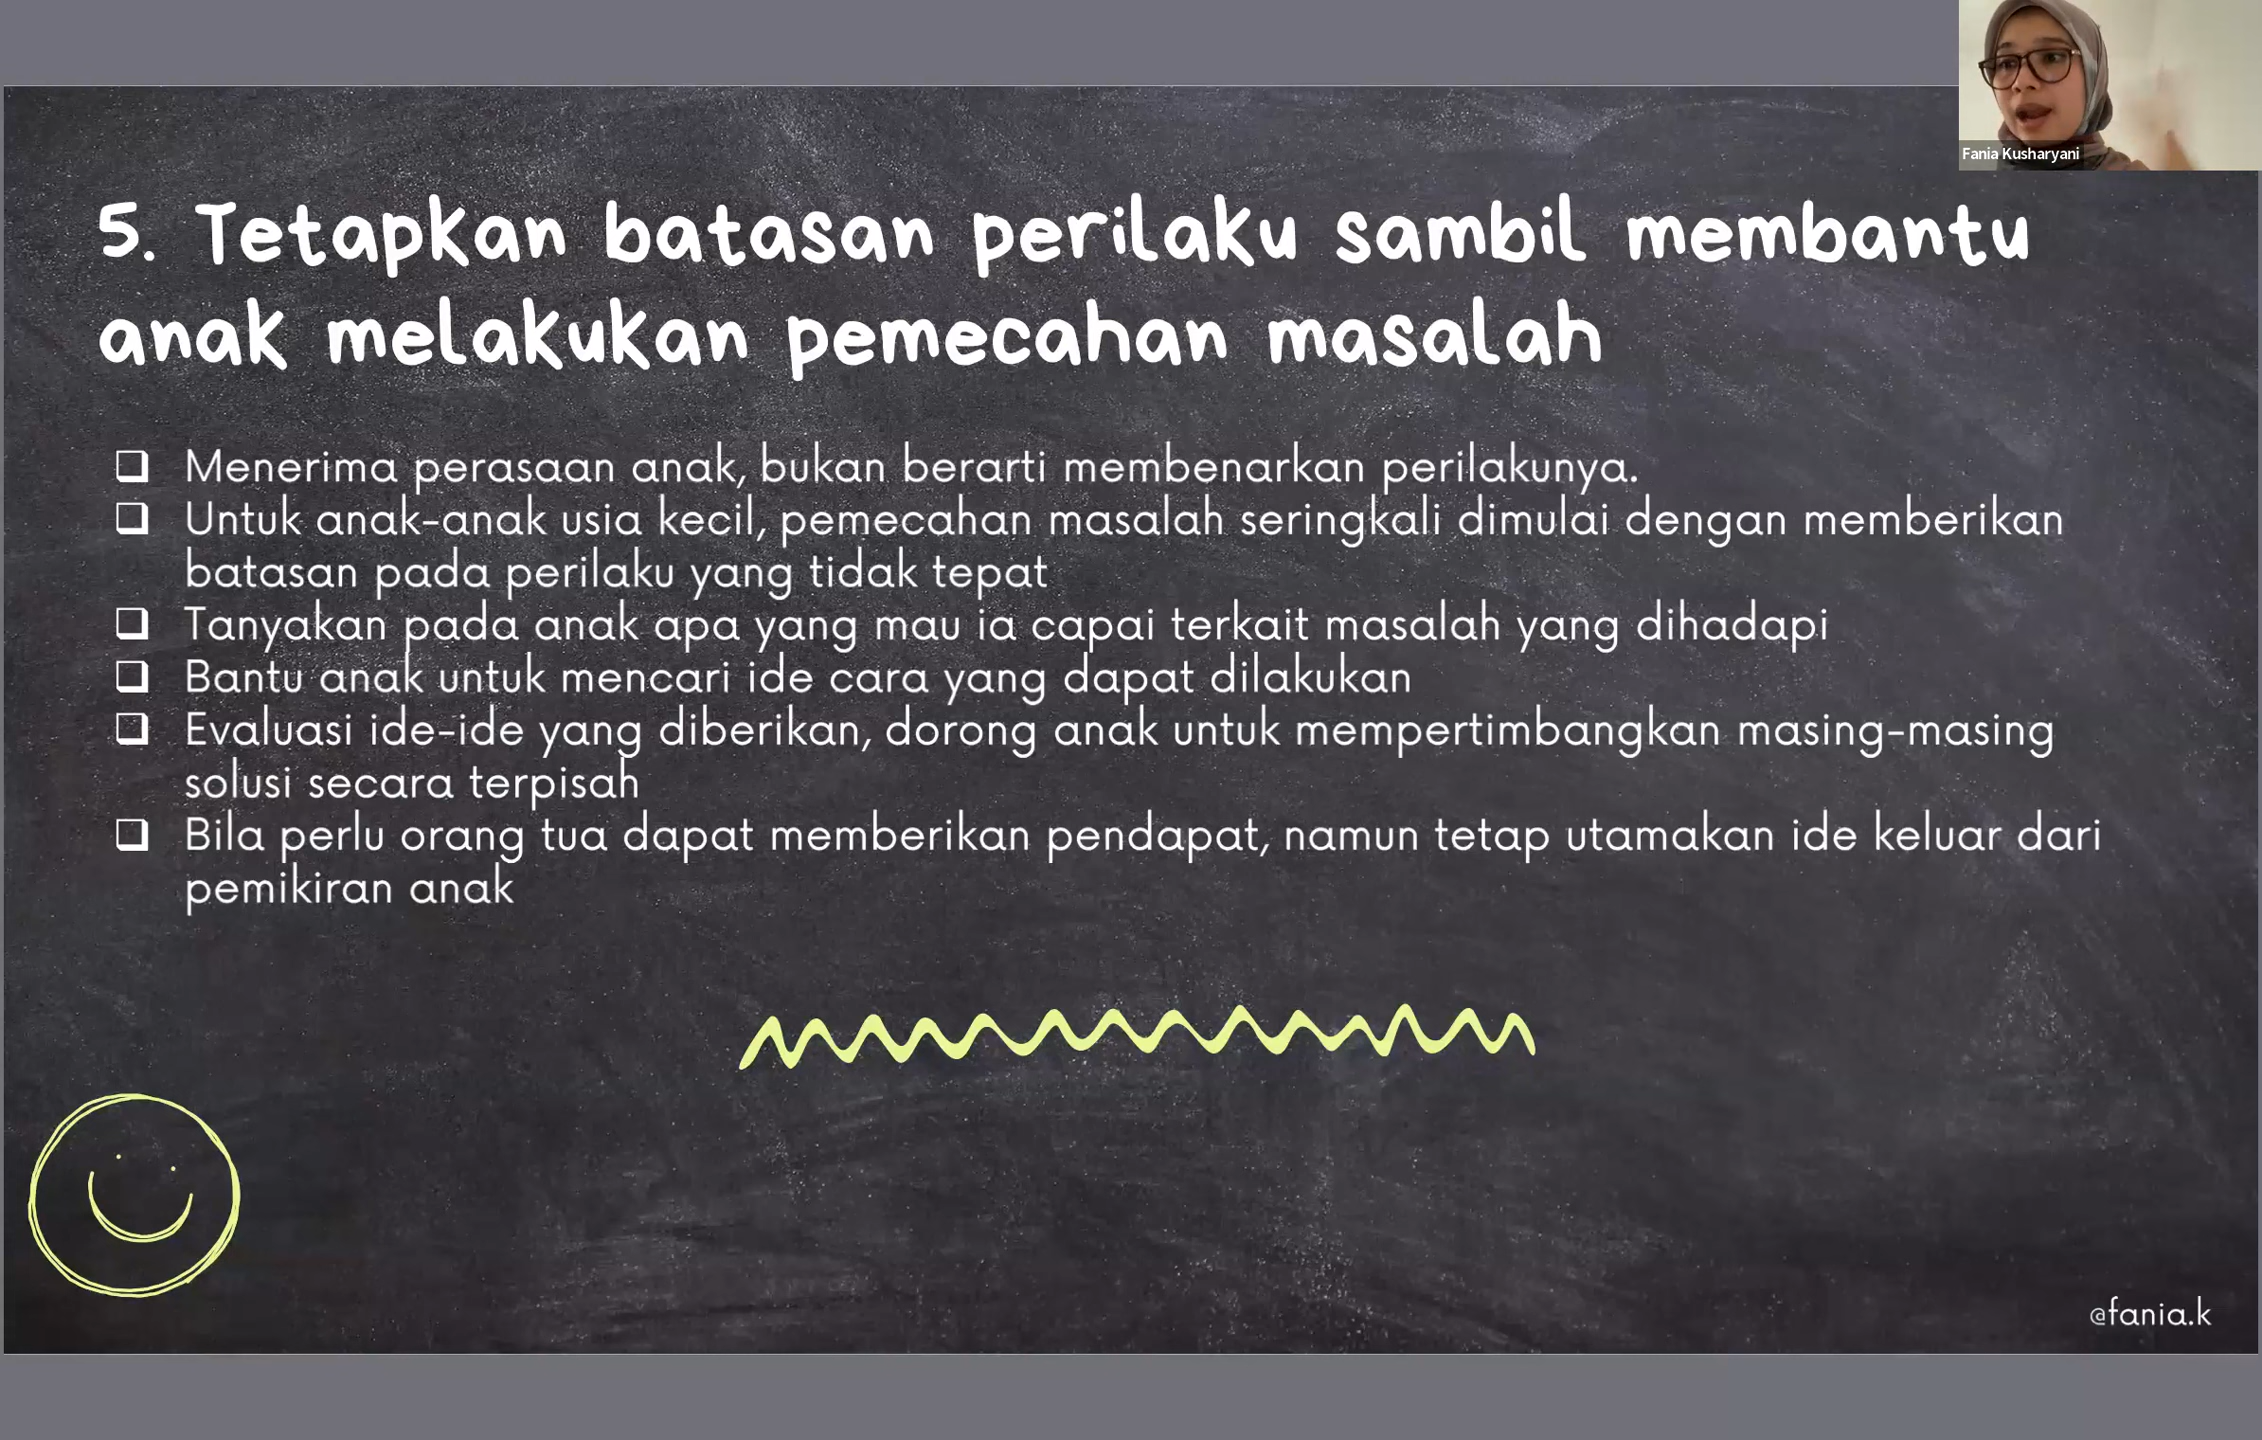 Fania Kusharyani
5. Tetapkan batasan perilaku sambil membantu
anak melakukan pemecahan masalah
❏ Menerima perasaan anak, bukan berarti membenarkan perilakunya.
❏ Untuk anak-anak usia kecil, pemecahan masalah seringkali dimulai dengan memberikan
batasan pada perilaku yang tidak tepat
❏ Tanyakan pada anak apa yang mau ia capai terkait masalah yang dihadapi
❏ Bantu anak untuk mencari ide cara yang dapat dilakukan
❏ Evaluasi ide-ide yang diberikan, dorong anak untuk mempertimbangkan masing-masing
solusi secara terpisah
❏ Bila perlu orang tua dapat memberikan pendapat, namun tetap utamakan ide keluar dari
pemikiran anak
@fania.k